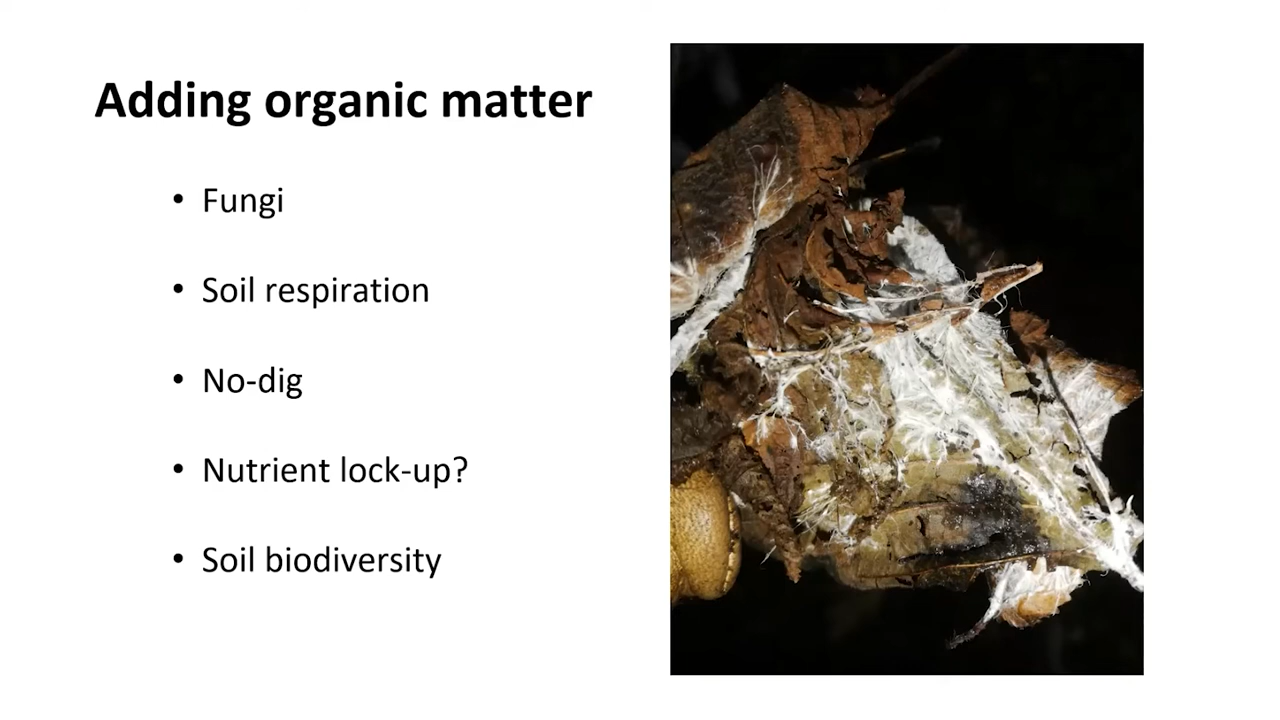 Adding organic matter
• Fungi
• Soil respiration
• No-dig
• Nutrient lock-up?
• Soil biodiversity